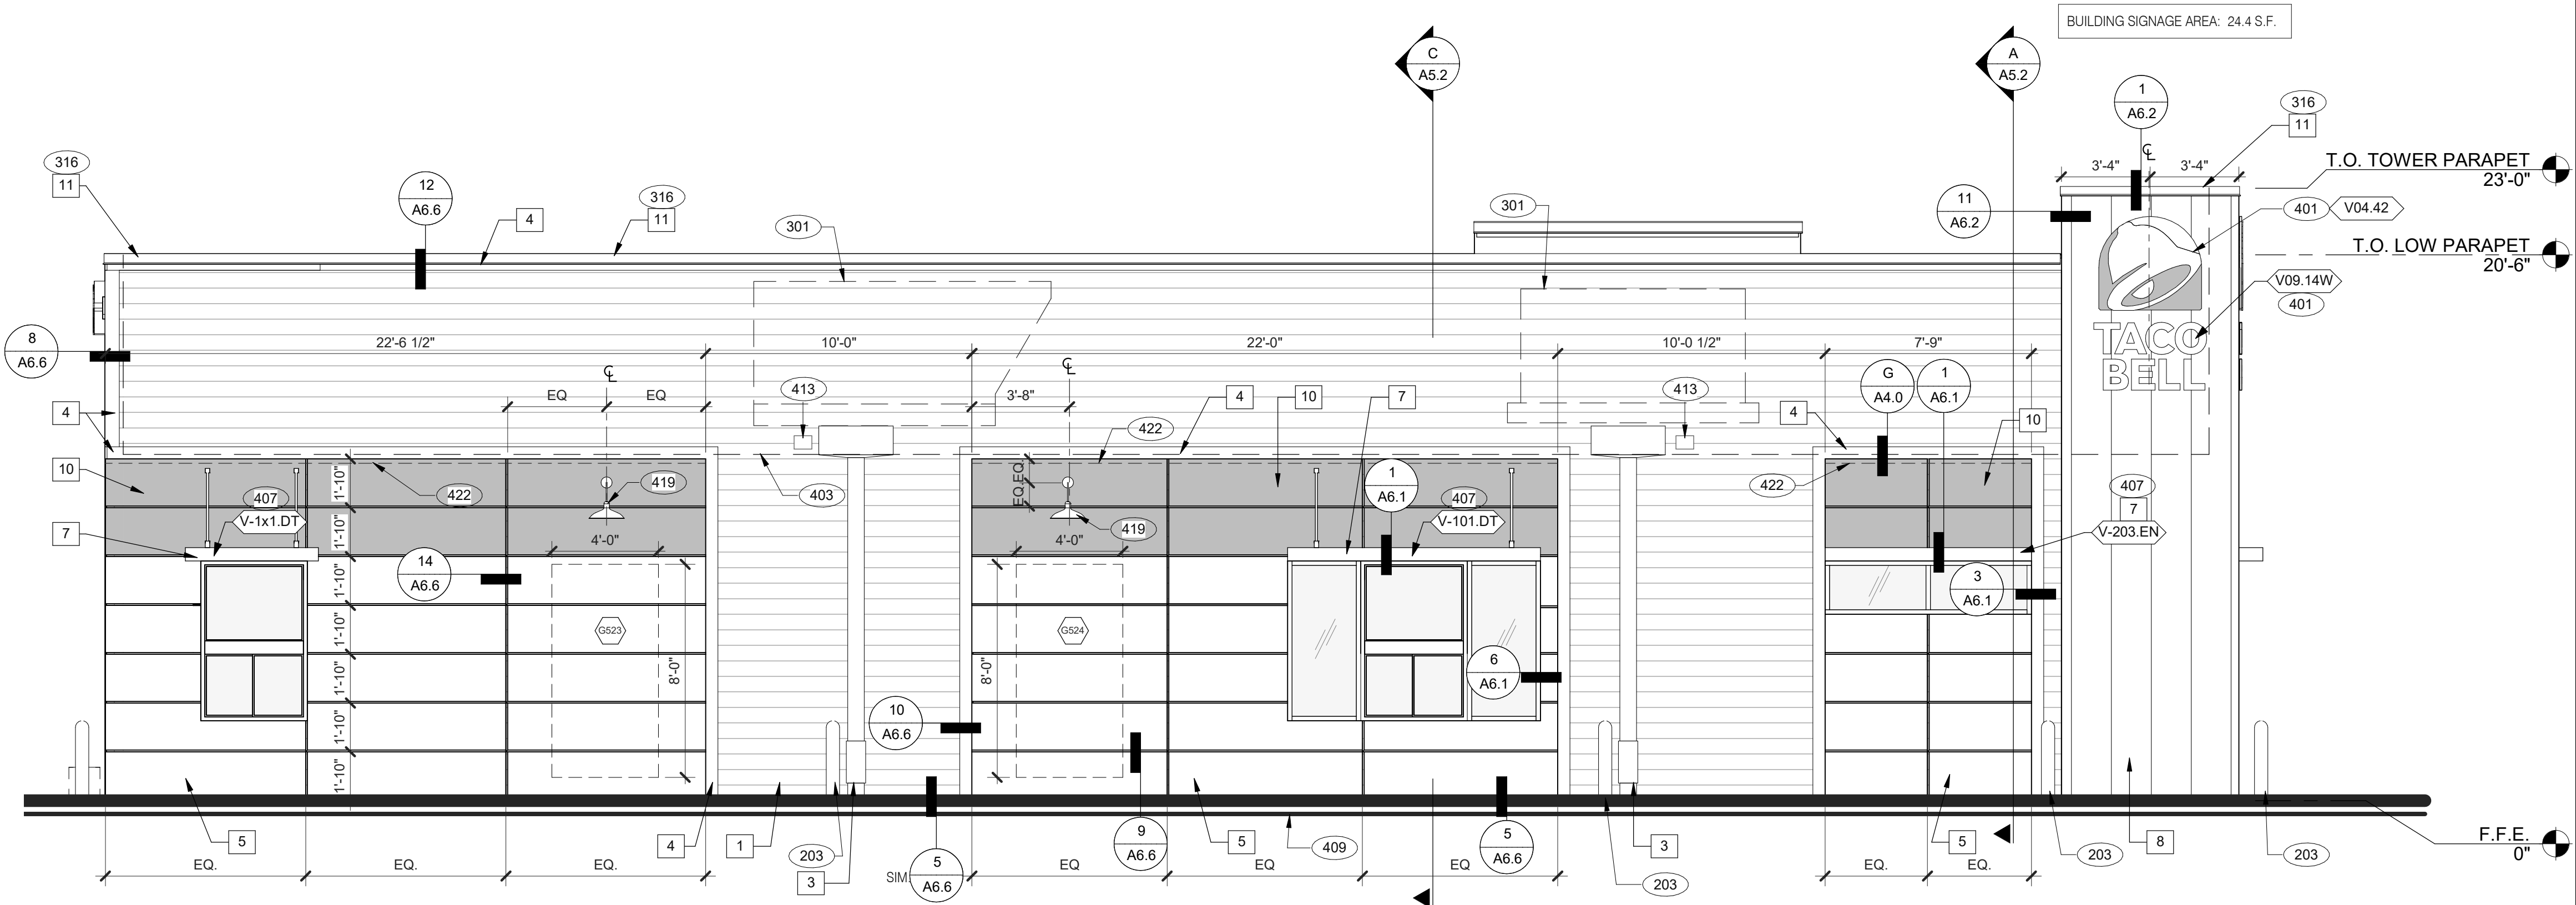 BUILDING SIGNAGE AREA: 24.4 S.F.
C
A5.2
A
A5.2
1
A6.2
316
11
316
11
12
A6.6
4
316
11
301
301
11
A6.2
3'-4"
℄
3'-4"
T.O. TOWER PARAPET
23'-0"
401
V04.42
T.O. LOW PARAPET
20'-6"
V09.14W
401
TACO
BELL
8
A6.6
22'-6 1/2"
10'-0"
22'-0"
10'-0 1/2"
7'-9"
℄
℄
EQ
EQ
413
3'-8"
4
10
7
413
G
A4.0
1
A6.1
4
4
10
422
10
422
403
419
EQ.
EQ.
422
407
V-1x1.DT
7
1'-10"
1'-10"
1'-10"
1'-10"
1'-10"
1'-10"
1'-10"
14
A6.6
4'-0"
G523
8'-0"
419
4'-0"
G524
8'-0"
1
A6.1
407
V-101.DT
6
A6.1
407
7
V-203.EN
3
A6.1
10
A6.6
5
4
1
203
3
5
A6.6
SIM.
9
A6.6
5
409
5
A6.6
203
3
5
203
8
203
F.F.E.
0"
EQ.
EQ.
EQ.
EQ
EQ
EQ
EQ.
EQ.